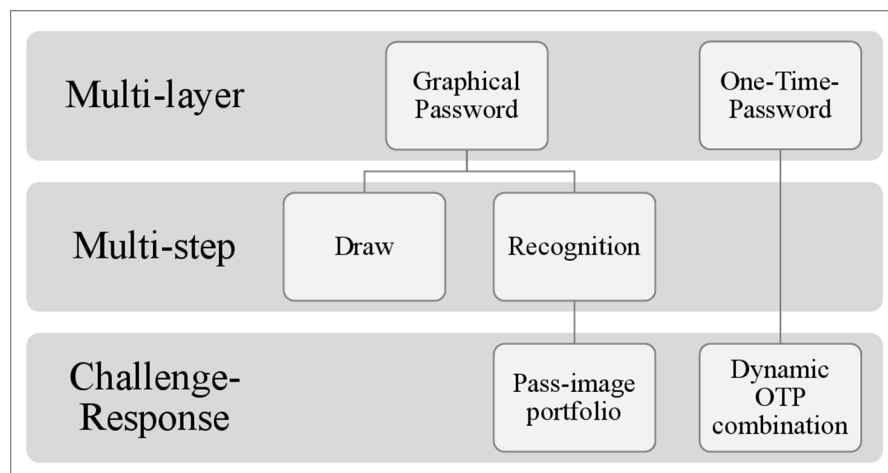 Multi-layer
Graphical
Password
One-Time-
Password
Multi-step
Draw
Recognition
Challenge-
Response
Pass-image
portfolio
Dynamic
OTP
combination